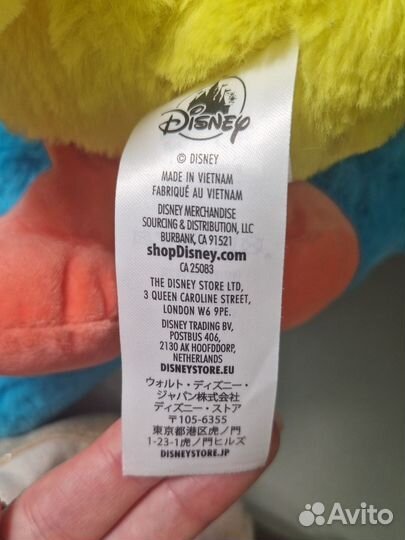 Disney
© DISNEY
MADE IN VIETNAM
FABRIQUÉ AU VIETNAM
DISNEY MERCHANDISE
SOURCING & DISTRIBUTION, LLC
BURBANK, CA 91521
shopDisney.com
CA 25083
THE DISNEY STORE LTD,
3 QUEEN CAROLINE STREET,
LONDON W6 9PE.
DISNEY TRADING BV,
POSTBUS 406,
2130 AK HOOFDDORP,
NETHERLANDS
DISNEYSTORE.EU
ウォルト・ディズニー・
ジャパン株式会社
ディズニー・ストア
〒105-6355
東京都港区虎ノ門
1-23-1虎ノ門ヒルズ
DISNEYSTORE.JP
Avito